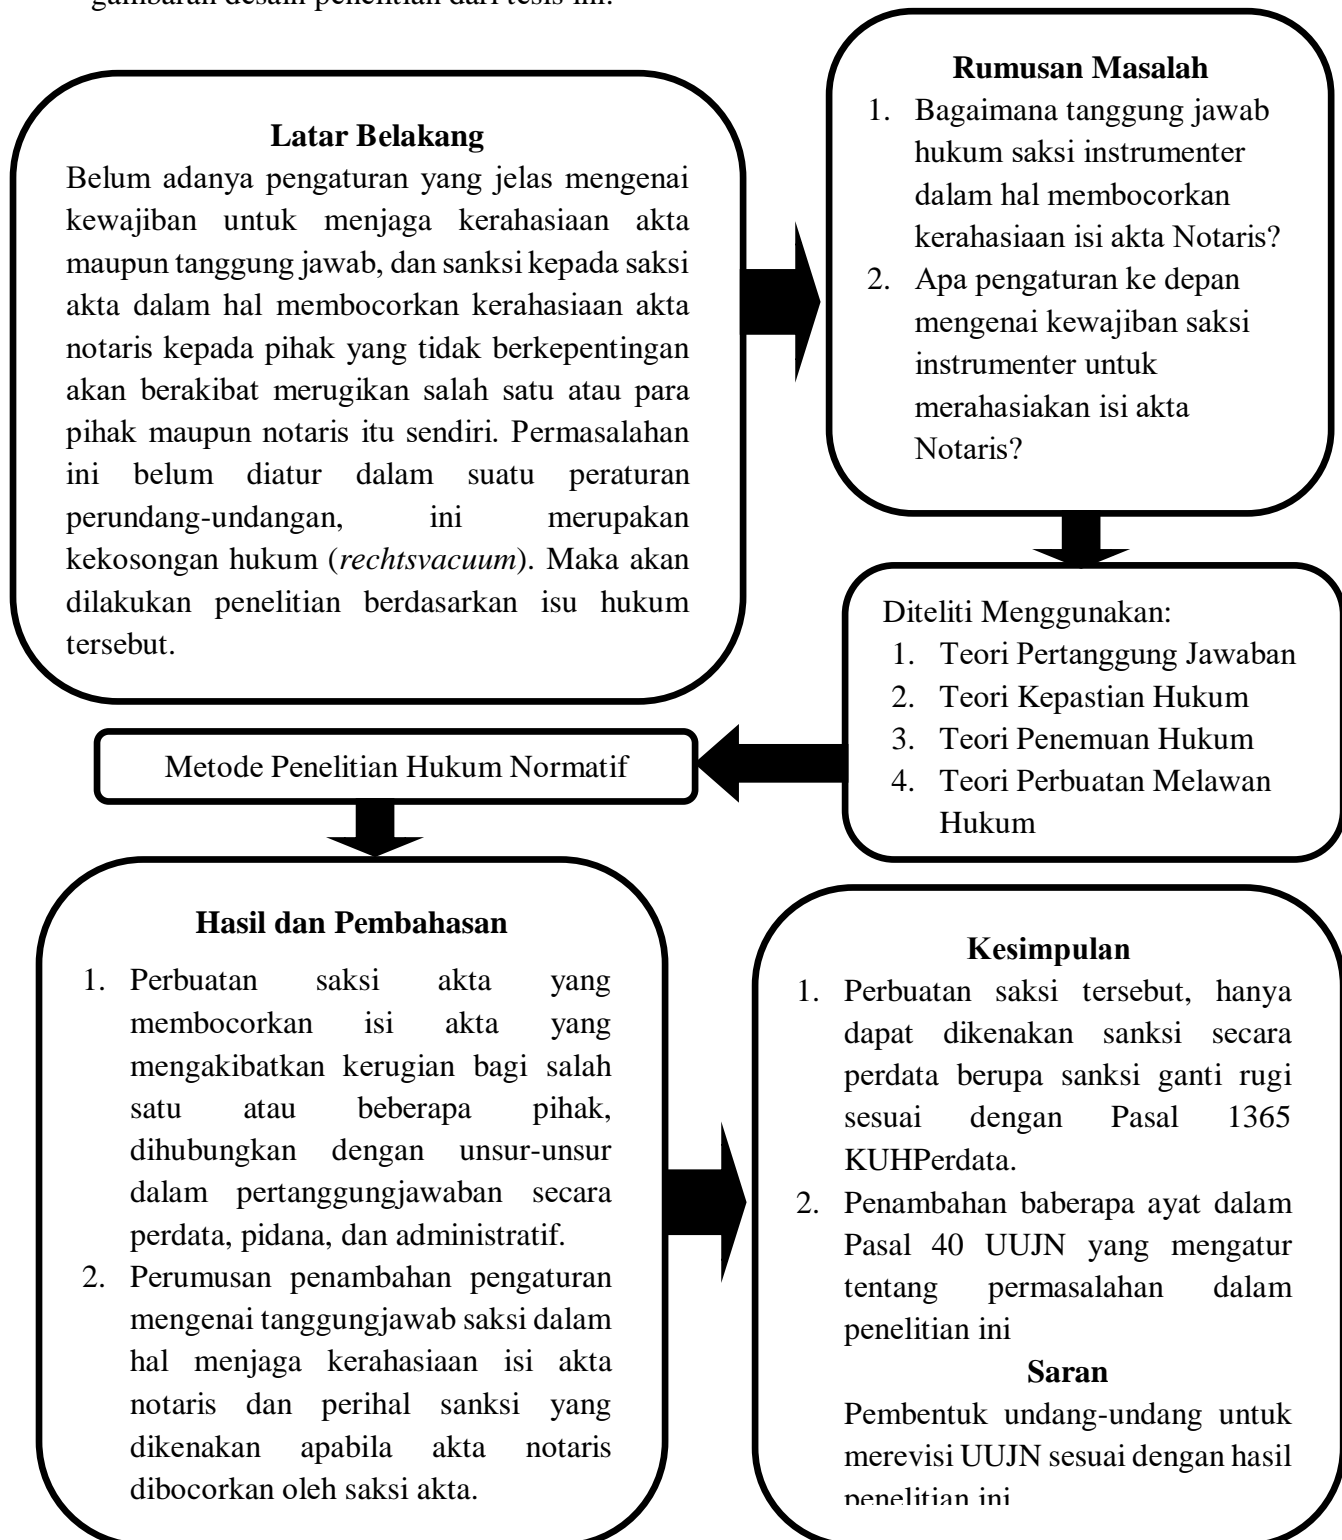 gambaran desain penelitian dari tesis ini:
Latar Belakang
Belum adanya pengaturan yang jelas mengenai
kewajiban untuk menjaga kerahasiaan akta
maupun tanggung jawab, dan sanksi kepada saksi
akta dalam hal membocorkan kerahasiaan akta
notaris kepada pihak yang tidak berkepentingan
akan berakibat merugikan salah satu atau para
pihak maupun notaris itu sendiri. Permasalahan
ini belum diatur dalam suatu peraturan
perundang-undangan, ini merupakan
kekosongan hukum (rechtsvacuum). Maka akan
dilakukan penelitian berdasarkan isu hukum
tersebut.
Rumusan Masalah
1. Bagaimana tanggung jawab
hukum saksi instrumenter
dalam hal membocorkan
kerahasiaan isi akta Notaris?
2. Apa pengaturan ke depan
mengenai kewajiban saksi
instrumenter untuk
merahasiakan isi akta
Notaris?
Diteliti Menggunakan:
1. Teori Pertanggung Jawaban
2. Teori Kepastian Hukum
3. Teori Penemuan Hukum
4. Teori Perbuatan Melawan
Hukum
Metode Penelitian Hukum Normatif
Hasil dan Pembahasan
1. Perbuatan saksi akta yang
membocorkan isi akta yang
mengakibatkan kerugian bagi salah
satu atau beberapa pihak,
dihubungkan dengan unsur-unsur
dalam pertanggungjawaban secara
perdata, pidana, dan administratif.
2. Perumusan penambahan pengaturan
mengenai tanggungjawab saksi dalam
hal menjaga kerahasiaan isi akta
notaris dan perihal sanksi yang
dikenakan apabila akta notaris
dibocorkan oleh saksi akta.
Kesimpulan
1. Perbuatan saksi tersebut, hanya
dapat dikenakan sanksi secara
perdata berupa sanksi ganti rugi
sesuai dengan Pasal 1365
KUHPerdata.
2. Penambahan baberapa ayat dalam
Pasal 40 UUJN yang mengatur
tentang permasalahan dalam
penelitian ini
Saran
Pembentuk undang-undang untuk
merevisi UUJN sesuai dengan hasil
penelitian ini